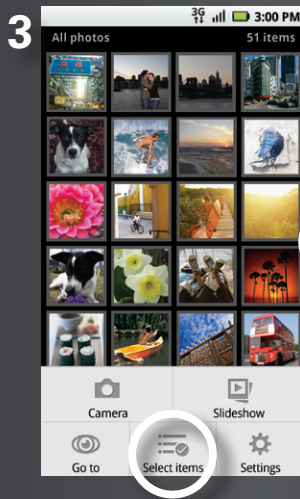 3
3G 3:00 PM
All photos 51 items
Camera Slideshow
Go to Select items Settings